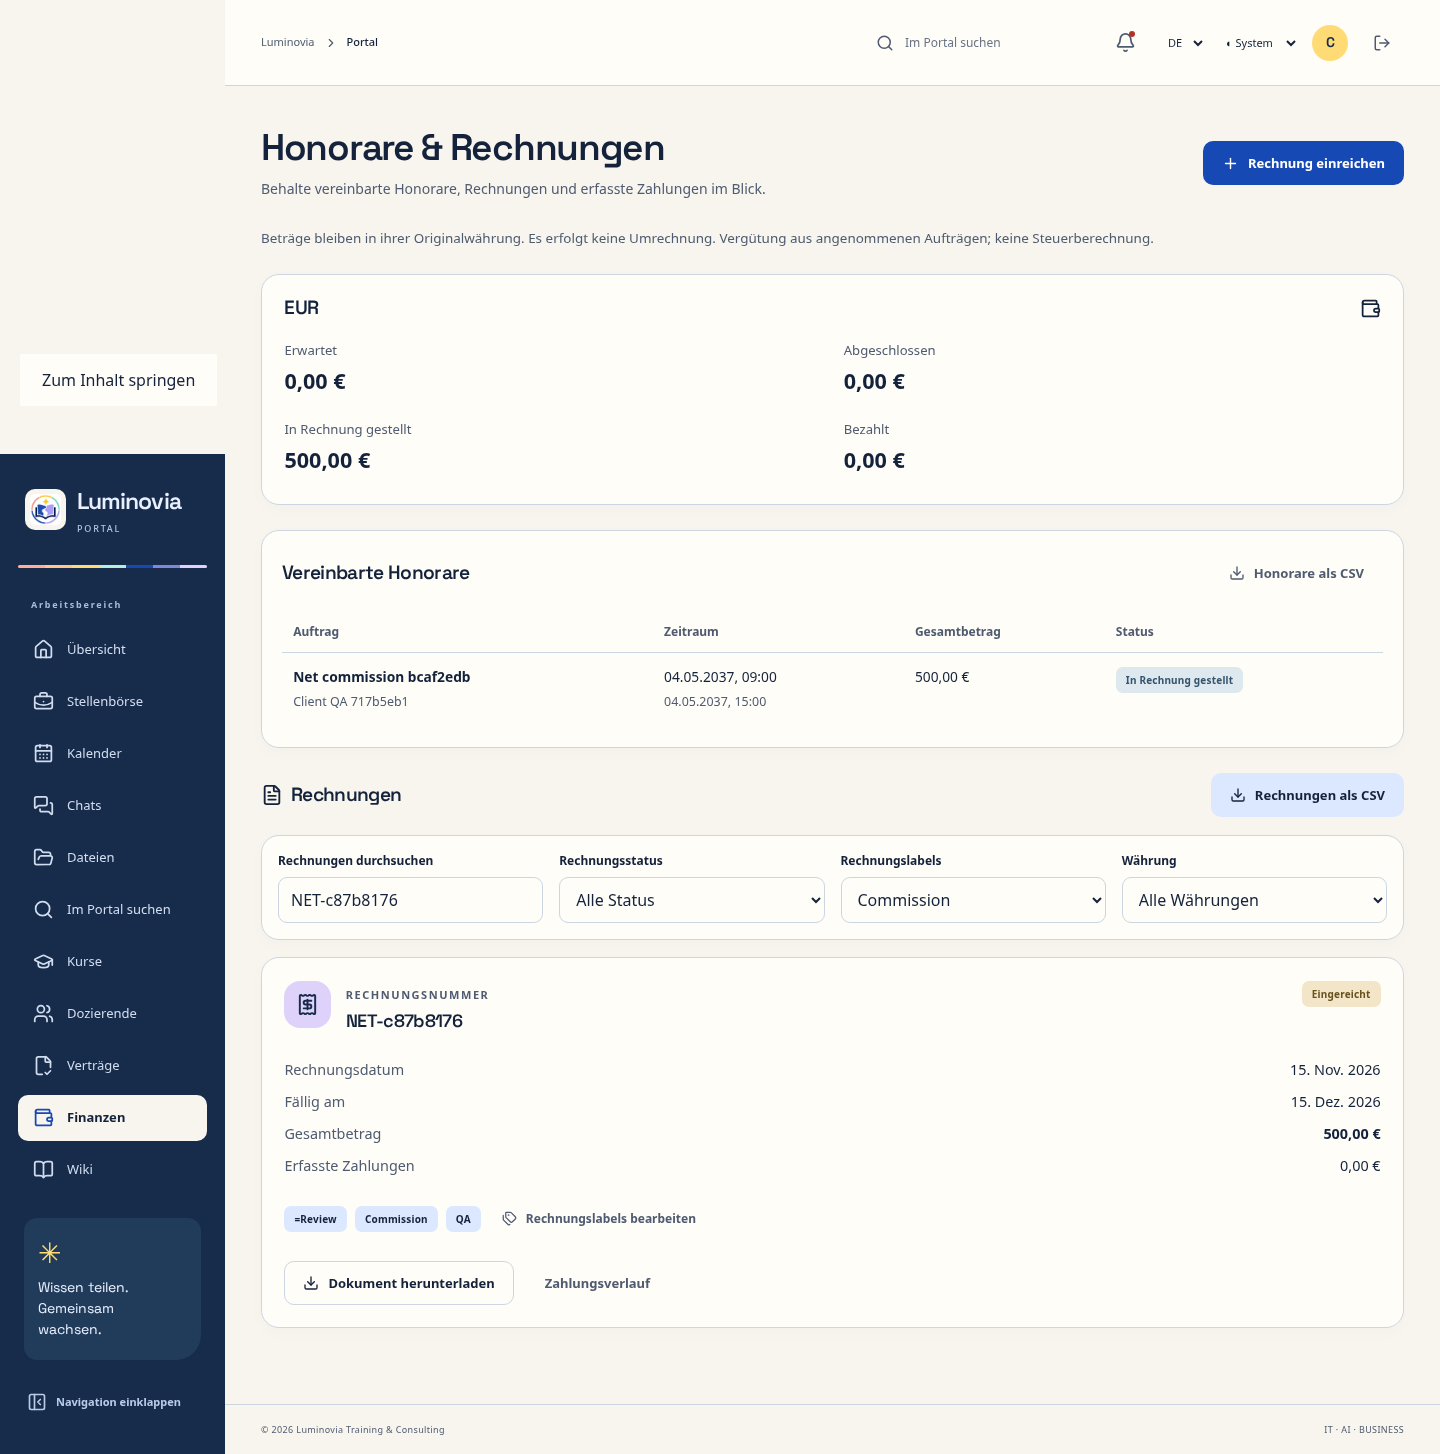 Luminovia
Portal
Im Portal suchen
DE
System
C
Honorare & Rechnungen
Behalte vereinbarte Honorare, Rechnungen und erfasste Zahlungen im Blick.
Rechnung einreichen
Beträge bleiben in ihrer Originalwährung. Es erfolgt keine Umrechnung. Vergütung aus angenommenen Aufträgen; keine Steuerberechnung.
EUR
Erwartet
0,00 €
Abgeschlossen
0,00 €
In Rechnung gestellt
500,00 €
Bezahlt
0,00 €
Zum Inhalt springen
Luminovia
PORTAL
Arbeitsbereich
Übersicht
Stellenbörse
Kalender
Chats
Dateien
Im Portal suchen
Kurse
Dozierende
Verträge
Finanzen
Wiki
Wissen teilen.
Gemeinsam
wachsen.
Navigation einklappen
Vereinbarte Honorare
Honorare als CSV
Auftrag Zeitraum Gesamtbetrag Status
Net commission bcaf2edb 04.05.2037, 09:00 500,00 € In Rechnung gestellt
Client QA 717b5eb1 04.05.2037, 15:00
Rechnungen
Rechnungen als CSV
Rechnungen durchsuchen Rechnungsstatus Rechnungslabels Währung
NET-c87b8176 Alle Status Commission Alle Währungen
RECHNUNGSNUMMER
NET-c87b8176
Eingereicht
Rechnungsdatum 15. Nov. 2026
Fällig am 15. Dez. 2026
Gesamtbetrag 500,00 €
Erfasste Zahlungen 0,00 €
=Review Commission QA Rechnungslabels bearbeiten
Dokument herunterladen Zahlungsverlauf
© 2026 Luminovia Training & Consulting
IT · AI · BUSINESS